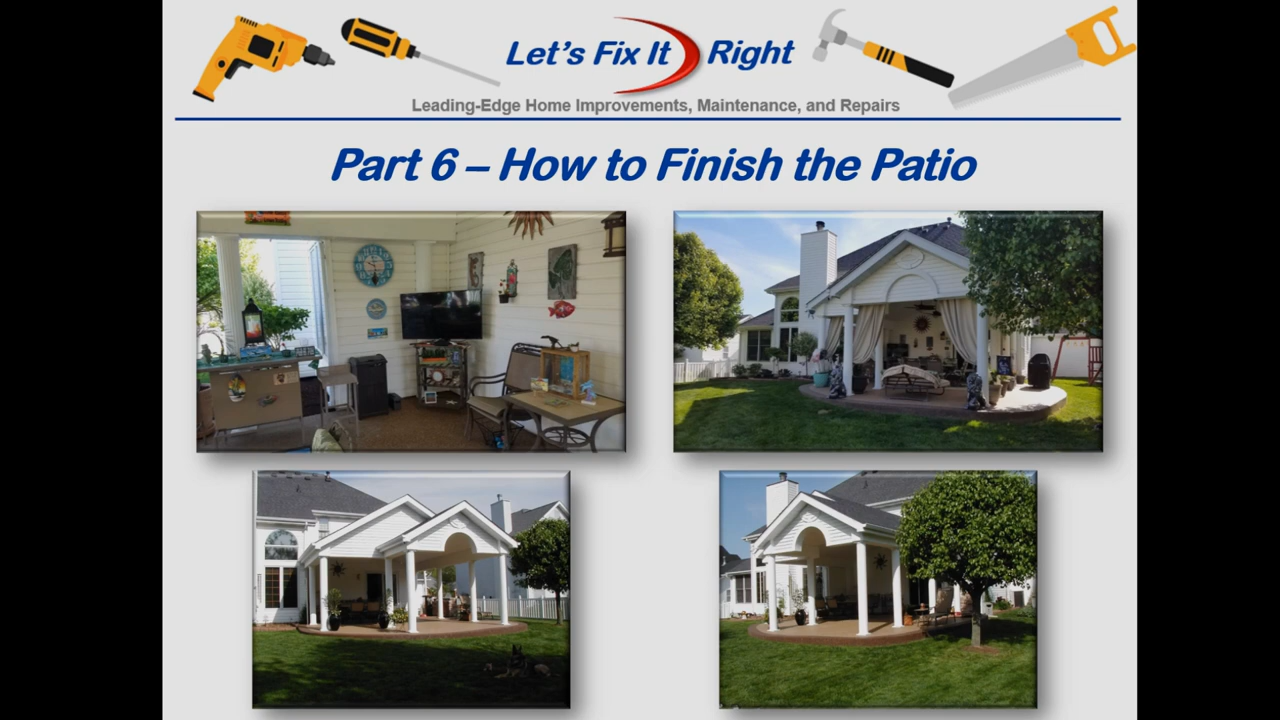 Let's Fix It Right
Leading-Edge Home Improvements, Maintenance, and Repairs
Part 6 – How to Finish the Patio